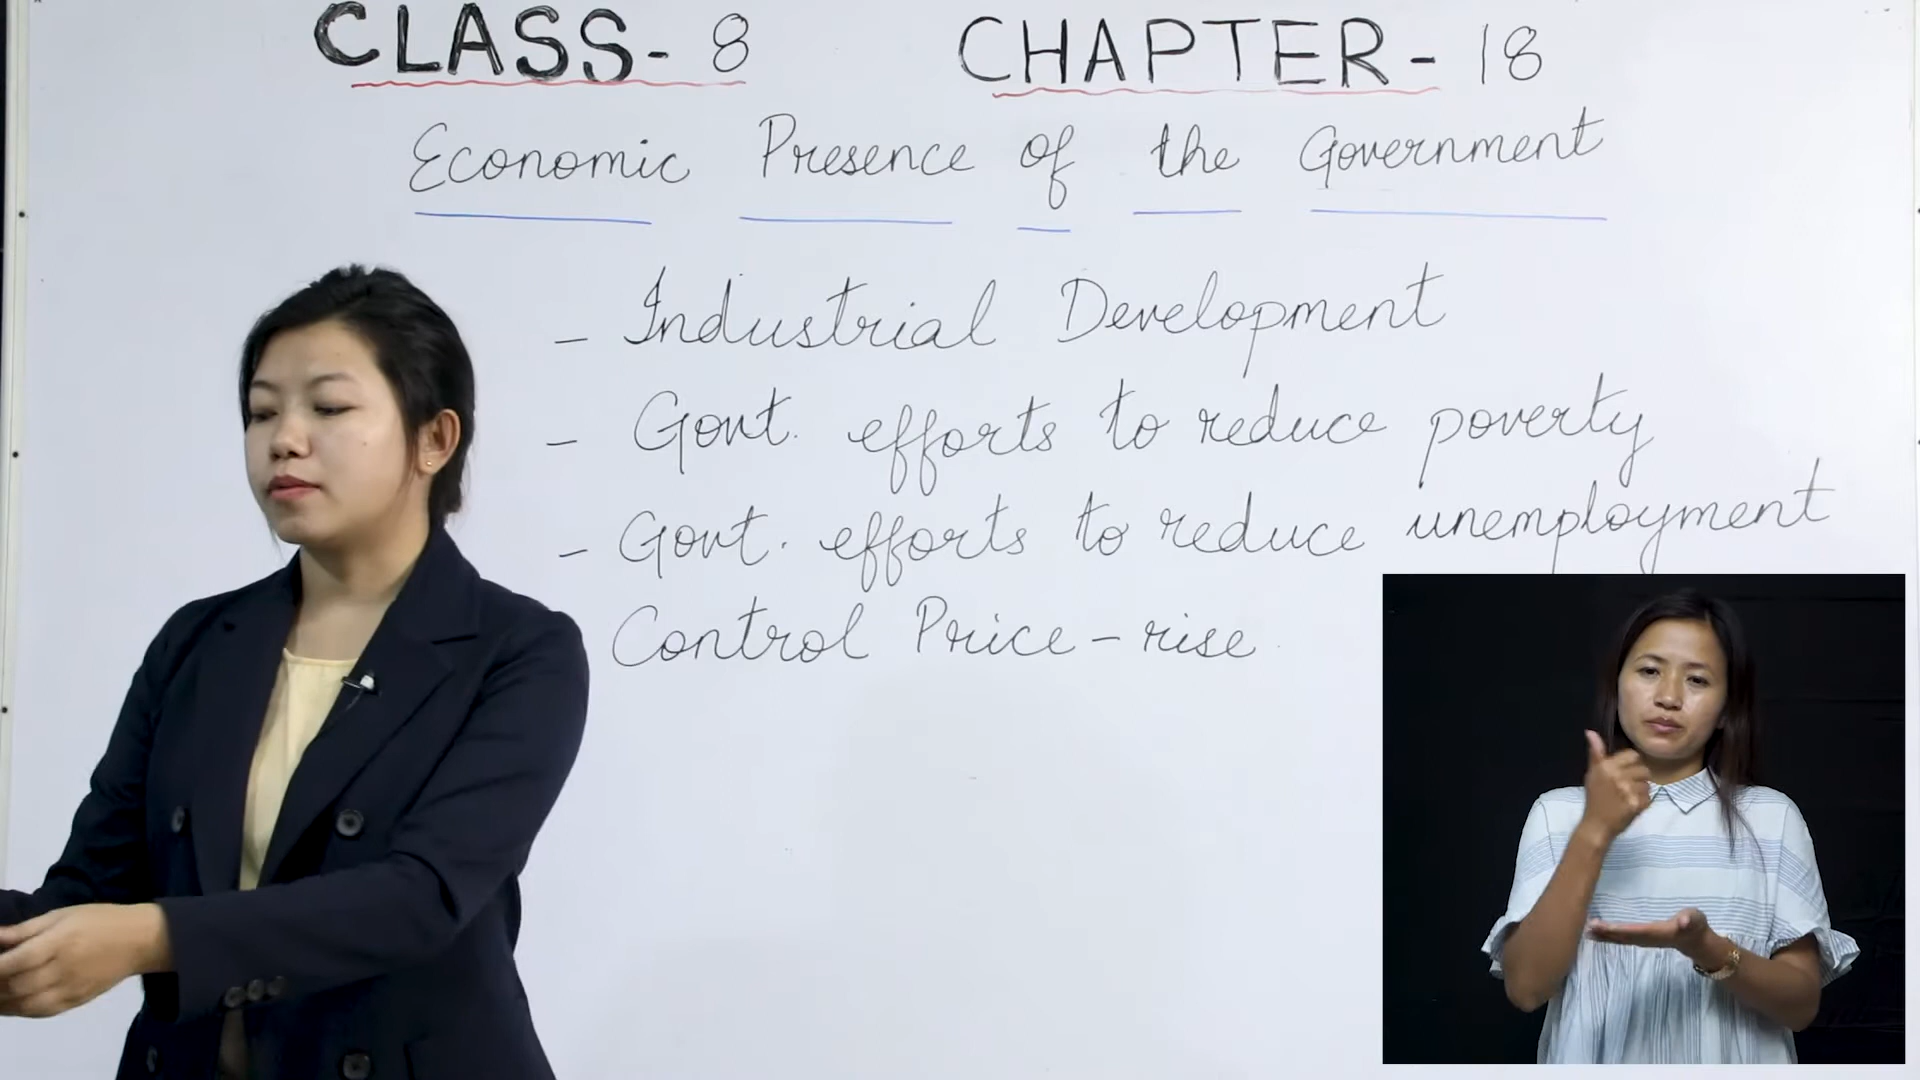 CLASS- 8 CHAPTER- 18
Economic Presence of the Government
- Industrial Development
- Govt. efforts to reduce poverty
- Govt. efforts to reduce unemployment
Control Price-rise